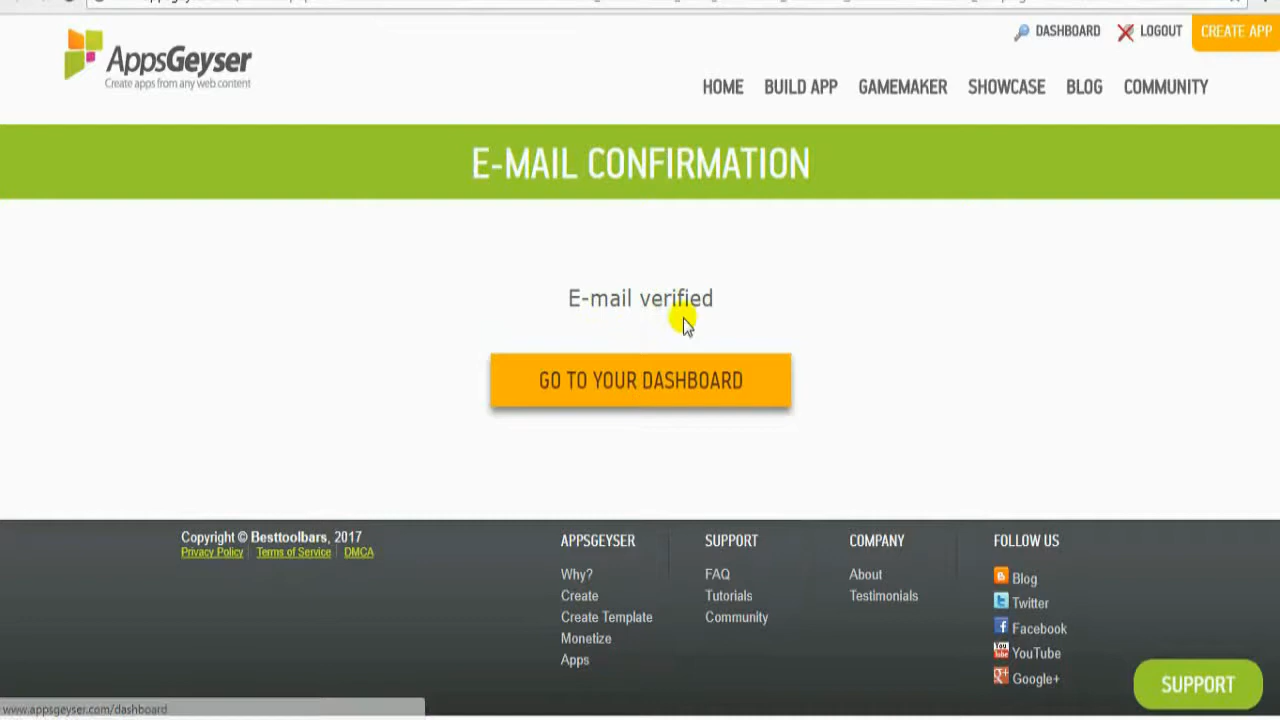 DASHBOARD LOGOUT CREATE APP
AppsGeyser
Create apps from any web content
HOME BUILD APP GAMEMAKER SHOWCASE BLOG COMMUNITY
E-MAIL CONFIRMATION
E-mail verified
GO TO YOUR DASHBOARD
Copyright © Besttoolbars, 2017
Privacy Policy Terms of Service DMCA
APPSGEYSER
Why?
Create
Create Template
Monetize
Apps
SUPPORT
FAQ
Tutorials
Community
COMPANY
About
Testimonials
FOLLOW US
Blog
Twitter
Facebook
YouTube
Google+
SUPPORT
www.appsgeyser.com/dashboard